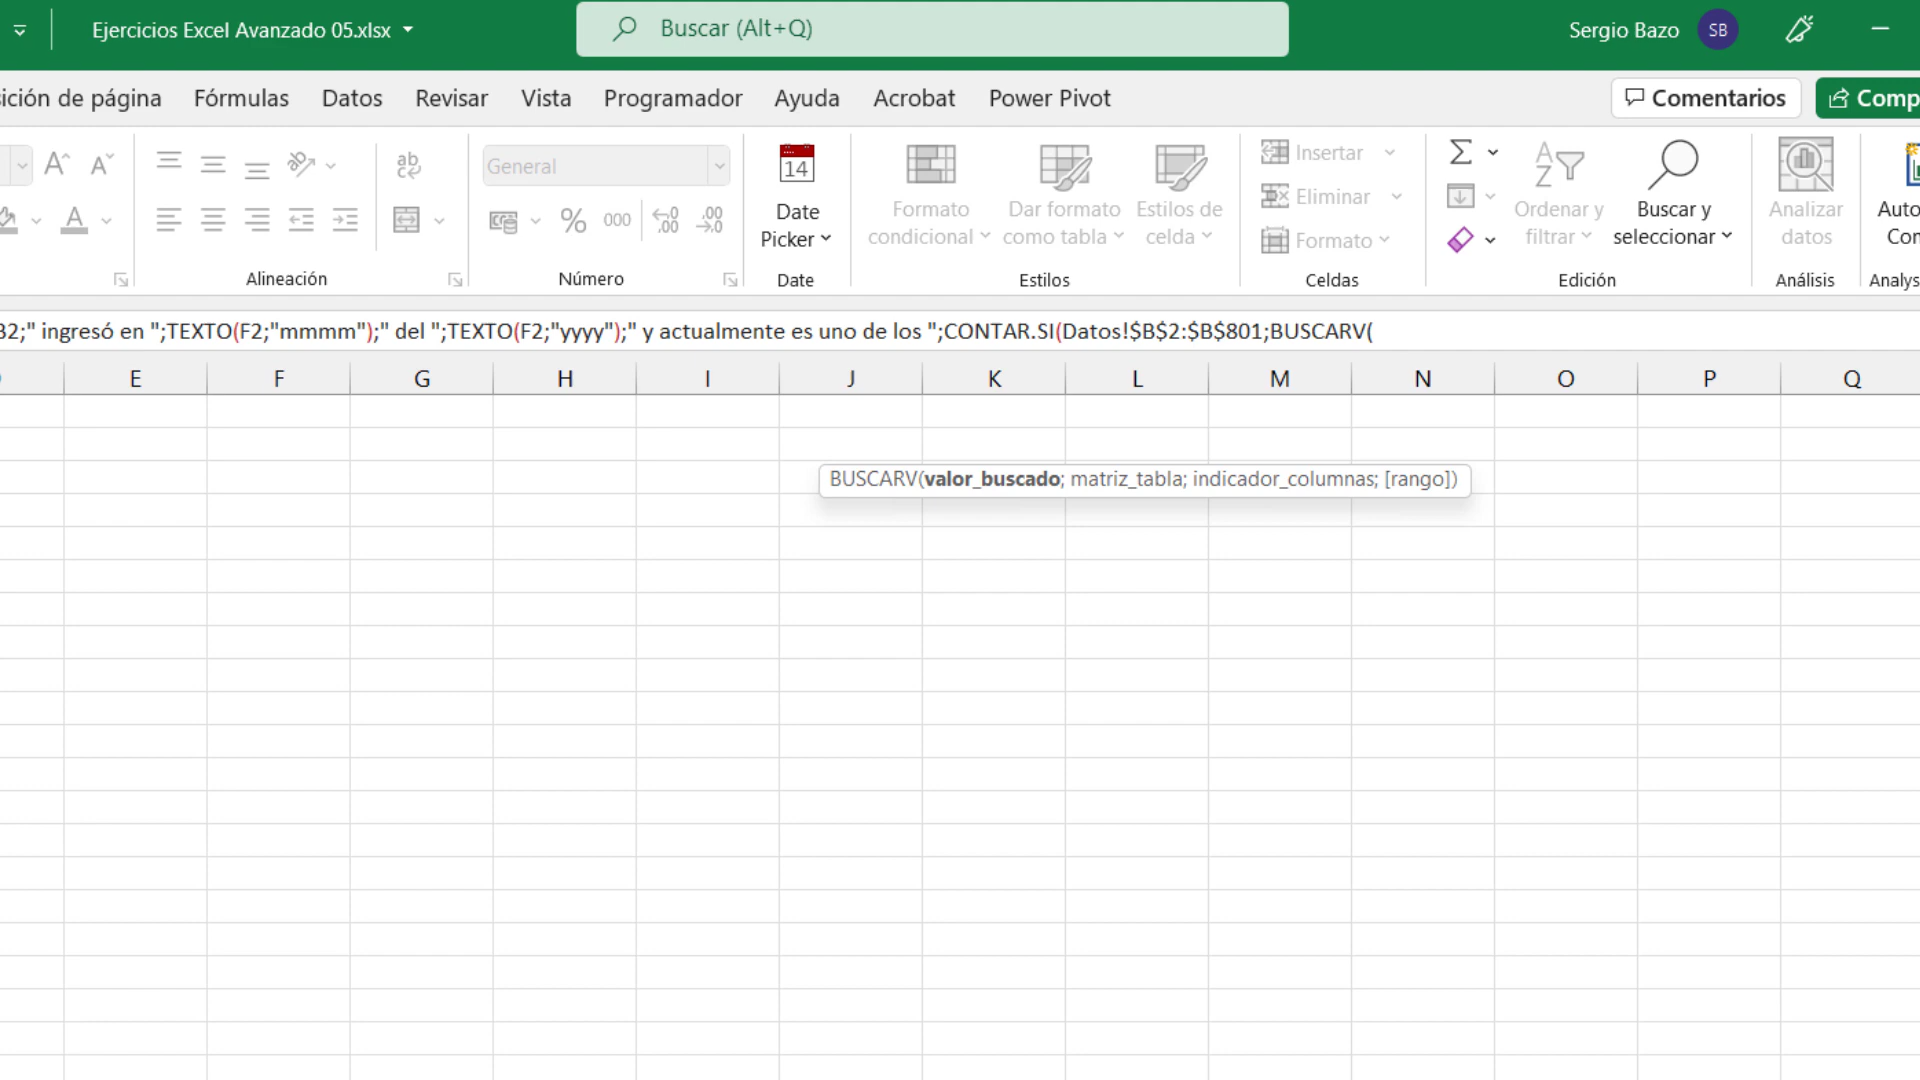 Ejercicios Excel Avanzado 05.xlsx
Buscar (Alt+Q)
Sergio Bazo SB
ición de página Fórmulas Datos Revisar Vista Programador Ayuda Acrobat Power Pivot Comentarios Comp
General
14
Date
Picker
Formato
condicional
Dar formato
como tabla
Estilos de
celda
Insertar
Eliminar
Formato
Ordenar y
filtrar
Buscar y
seleccionar
Analizar
datos
Auto
Con
Alineación Número Date Estilos Celdas Edición Análisis Analys
B2;" ingresó en ";TEXTO(F2;"mmmm");" del ";TEXTO(F2;"yyyy");" y actualmente es uno de los ";CONTAR.SI(Datos!$B$2:$B$801;BUSCARV(
E F G H I J K L M N O P Q
BUSCARV(valor_buscado; matriz_tabla; indicador_columnas; [rango])